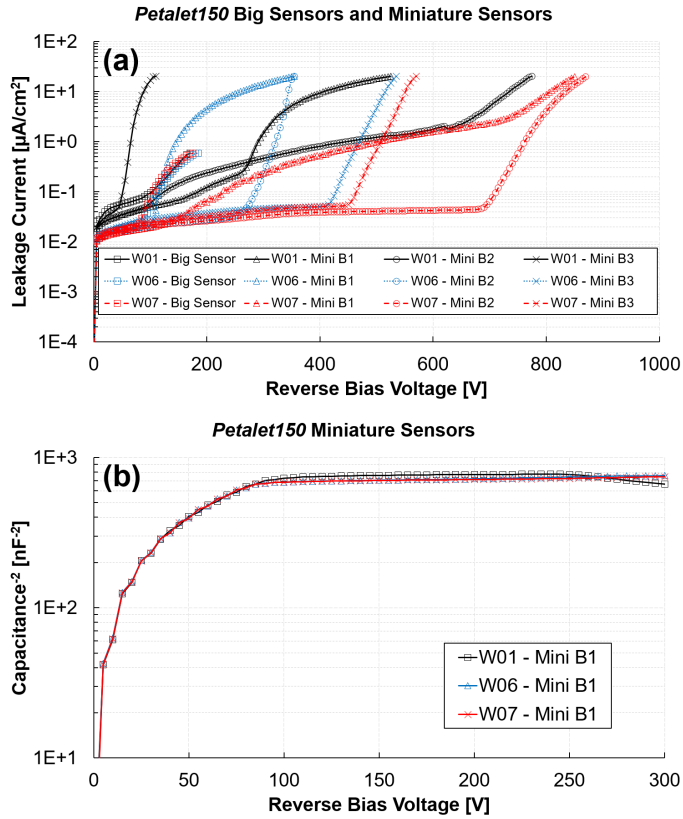 Petalet150 Big Sensors and Miniature Sensors
(a)
Leakage Current [µA/cm²]
1E+2
1E+1
1E+0
1E-1
1E-2
1E-3
1E-4
W01 - Big Sensor W01 - Mini B1 W01 - Mini B2 W01 - Mini B3
W06 - Big Sensor W06 - Mini B1 W06 - Mini B2 W06 - Mini B3
W07 - Big Sensor W07 - Mini B1 W07 - Mini B2 W07 - Mini B3
0 200 400 600 800 1000
Reverse Bias Voltage [V]
Petalet150 Miniature Sensors
(b)
Capacitance⁻² [nF⁻²]
1E+3
1E+2
1E+1
W01 - Mini B1
W06 - Mini B1
W07 - Mini B1
0 50 100 150 200 250 300
Reverse Bias Voltage [V]